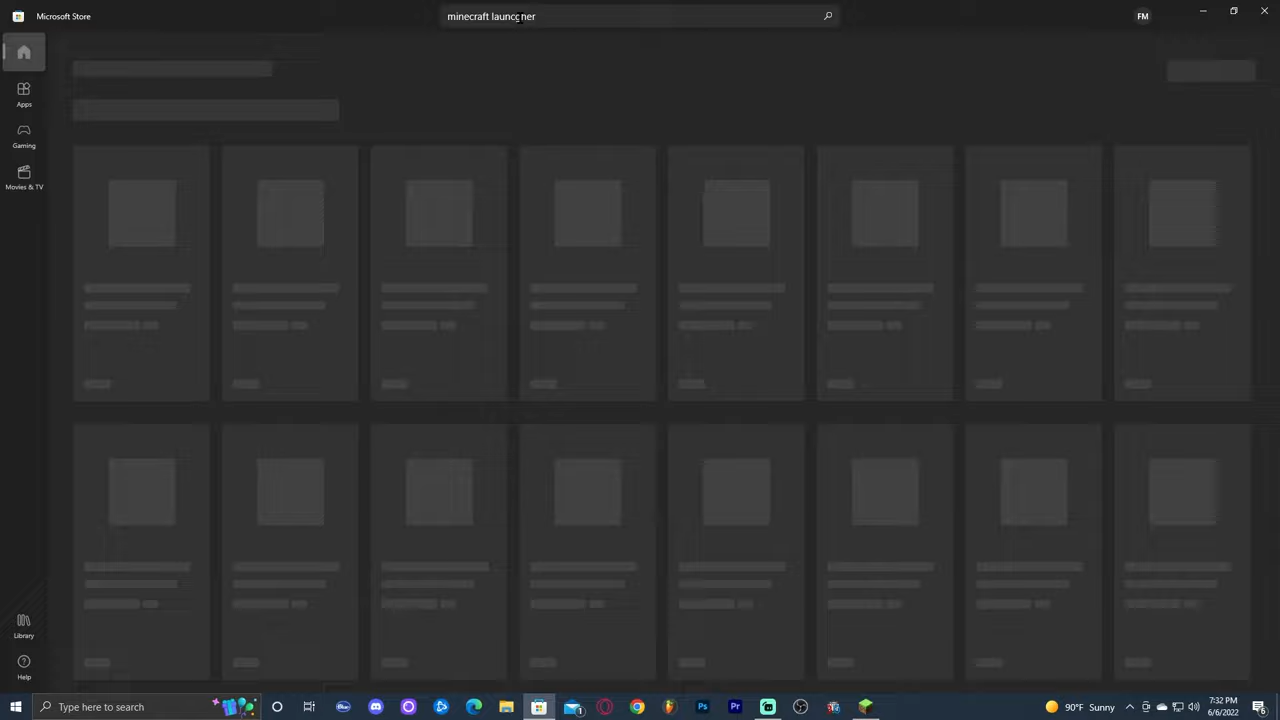 Microsoft Store
minecraft launcner
FM
Apps
Gaming
Movies & TV
Library
Help
Type here to search
90°F Sunny
7:32 PM
6/6/2022